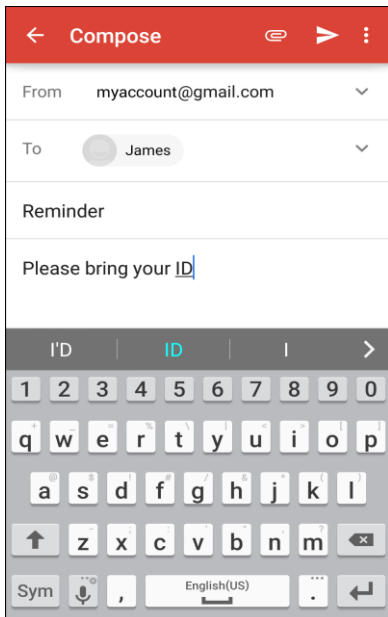 Compose
From myaccount@gmail.com
To James
Reminder
Please bring your ID
I'D ID I
1 2 3 4 5 6 7 8 9 0
q w e r t y u i o p
a s d f g h j k l
z x c v b n m
Sym , English(US) .